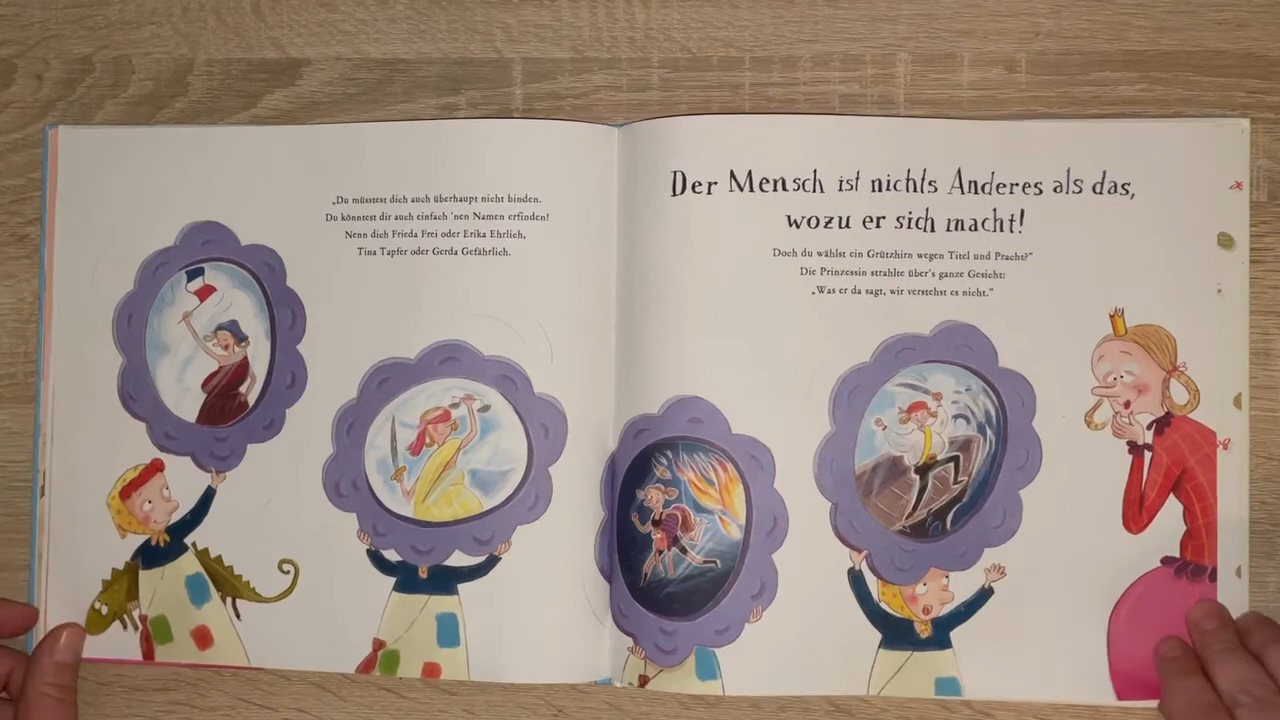 „Du müsstest dich auch überhaupt nicht binden.
Du könntest dir auch einfach 'nen Namen erfinden!
Nenn dich Frieda Frei oder Erika Ehrlich,
Tina Tapfer oder Gerda Gefährlich.
Der Mensch ist nichts Anderes als das,
wozu er sich macht!
Doch du wählst ein Grützhirn wegen Titel und Pracht?"
Die Prinzessin strahlte über's ganze Gesicht:
„Was er da sagt, wir verstehst es nicht."